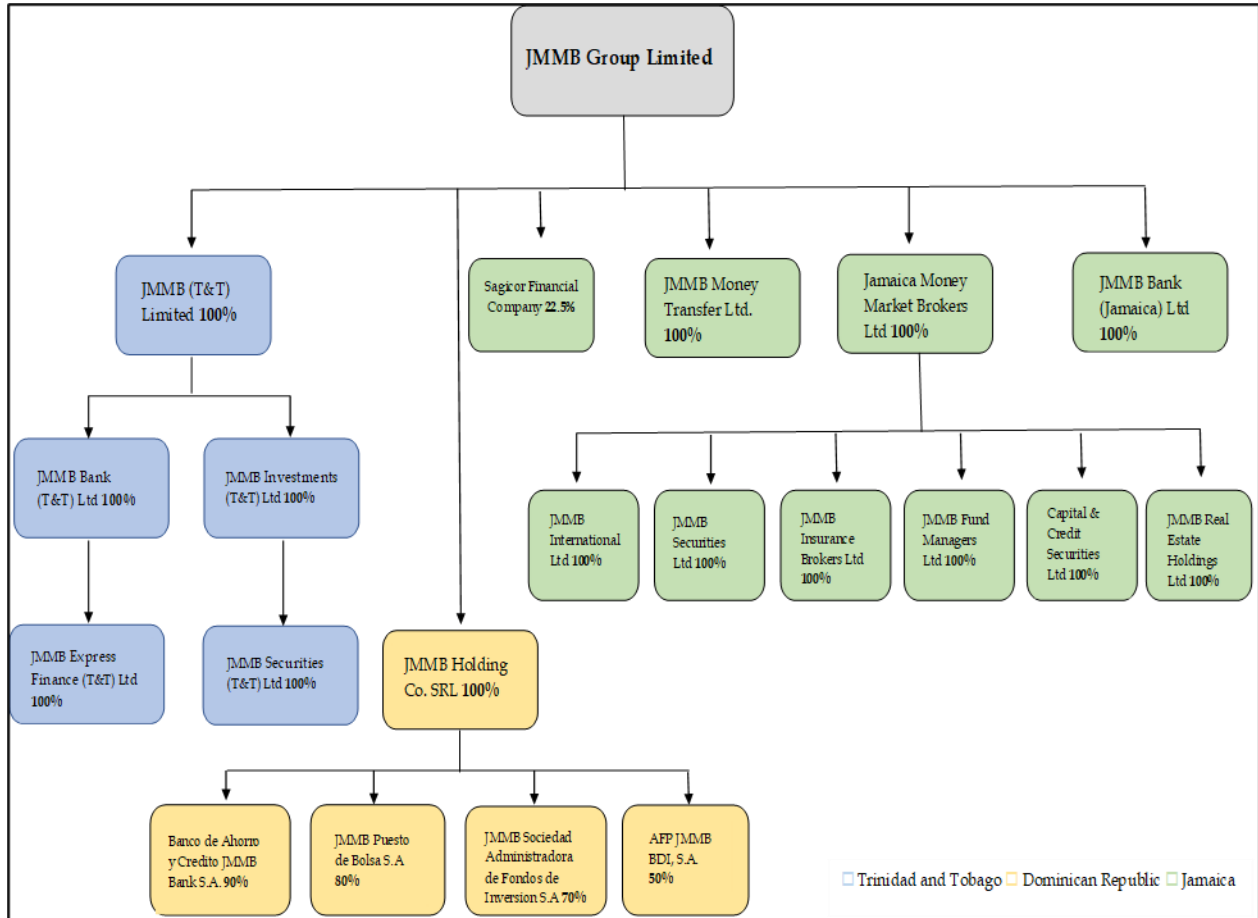 JMMB Group Limited
JMMB (T&T)
Limited 100%
Sagicor Financial
Company 22.5%
JMMB Money
Transfer Ltd.
100%
Jamaica Money
Market Brokers
Ltd 100%
JMMB Bank
(Jamaica) Ltd
100%
JMMB Bank
(T&T) Ltd 100%
JMMB Investments
(T&T) Ltd 100%
JMMB
International
Ltd 100%
JMMB
Securities
Ltd 100%
JMMB
Insurance
Brokers Ltd
100%
JMMB Fund
Managers
Ltd 100%
Capital &
Credit
Securities
Ltd 100%
JMMB Real
Estate
Holdings
Ltd 100%
JMMB Express
Finance (T&T) Ltd
100%
JMMB Securities
(T&T) Ltd 100%
JMMB Holding
Co. SRL 100%
Banco de Ahorro
y Credito JMMB
Bank S.A. 90%
JMMB Puesto
de Bolsa S.A
80%
JMMB Sociedad
Administradora
de Fondos de
Inversion S.A 70%
AFP JMMB
BDI, S.A.
50%
Trinidad and Tobago Dominican Republic Jamaica